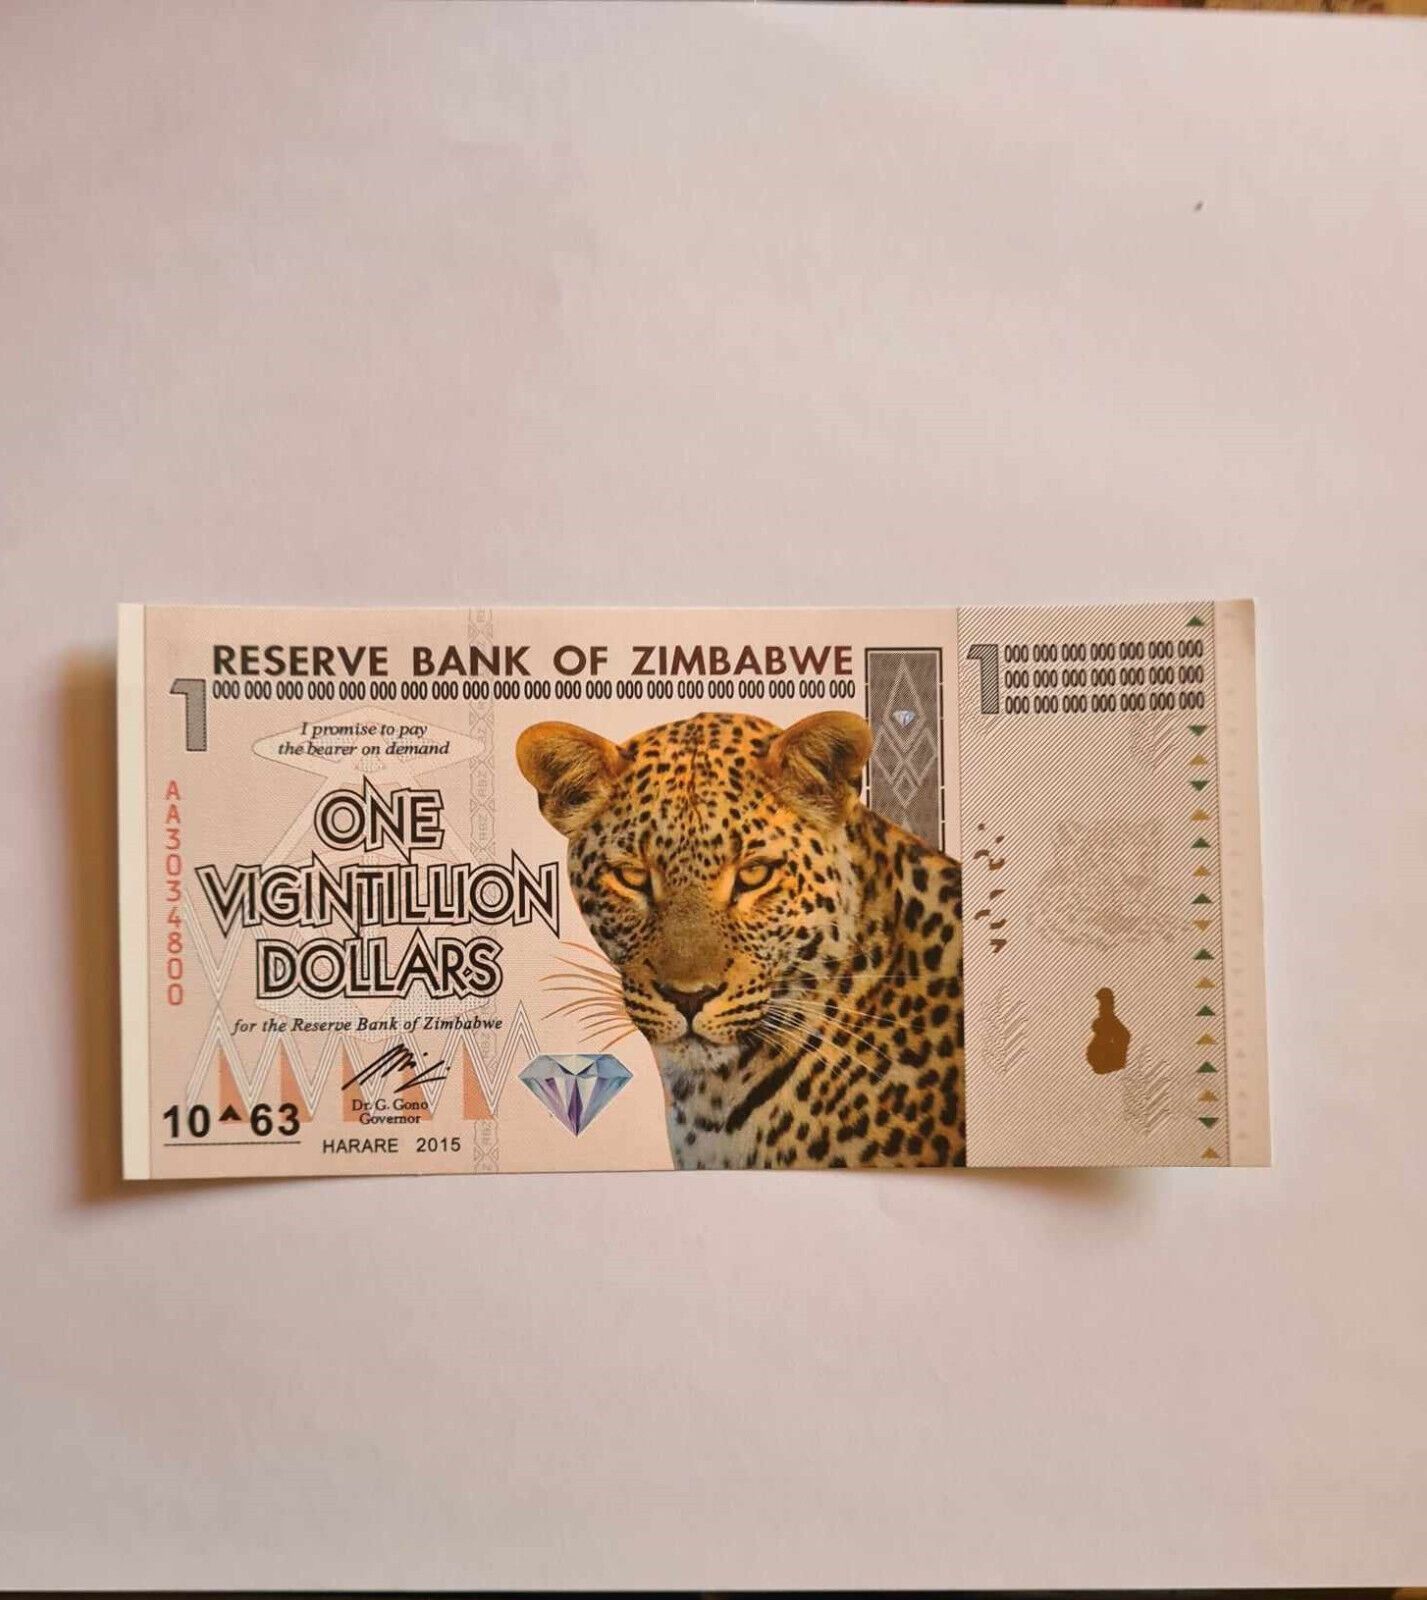 RESERVE BANK OF ZIMBABWE
1 000 000 000 000 000 000 000 000 000 000 000 000 000 000 000 000 000 000 000 000 000
I promise to pay
the bearer on demand
ONE
VIGINTILLION
DOLLARS
for the Reserve Bank of Zimbabwe
Dr. G. Gono
Governor
10▲63
HARARE 2015
AA3034800
1 000 000 000 000 000 000 000
000 000 000 000 000 000 000
000 000 000 000 000 000 000